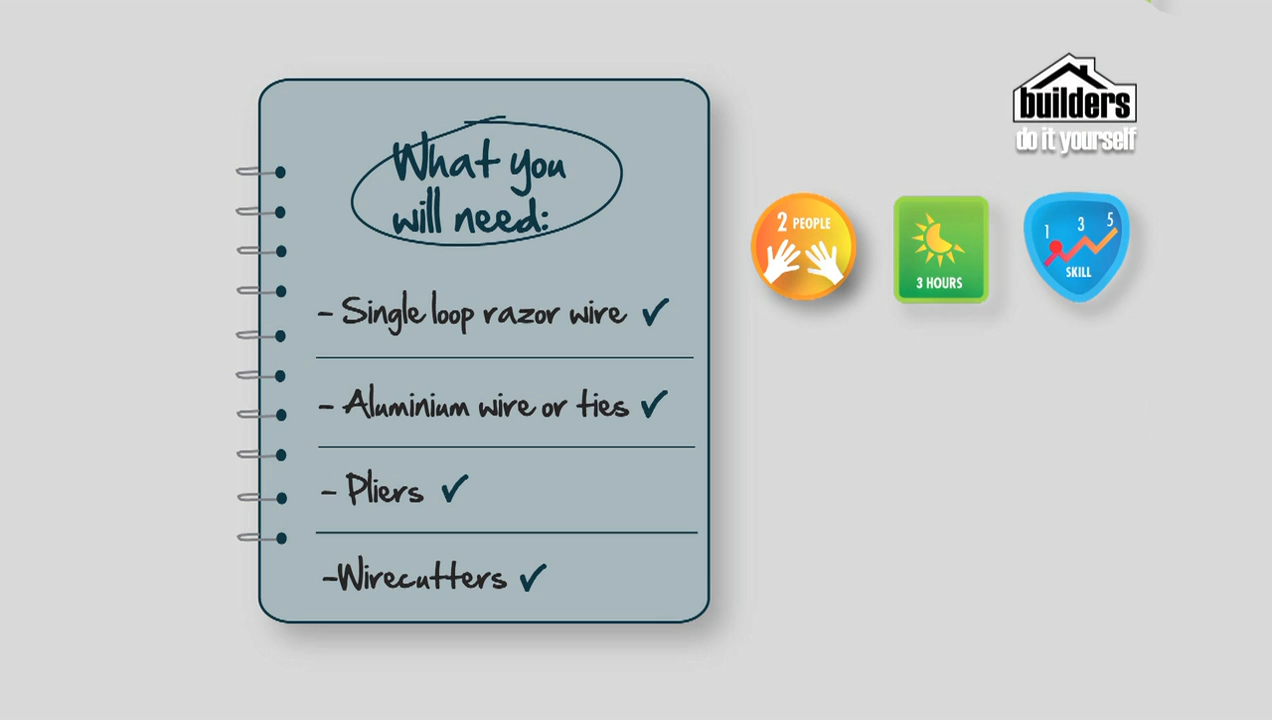 What you
will need:
- Single loop razor wire ✓
- Aluminium wire or ties ✓
- Pliers ✓
-Wirecutters ✓
builders
do it yourself
2 PEOPLE
3 HOURS
1 3 5
SKILL